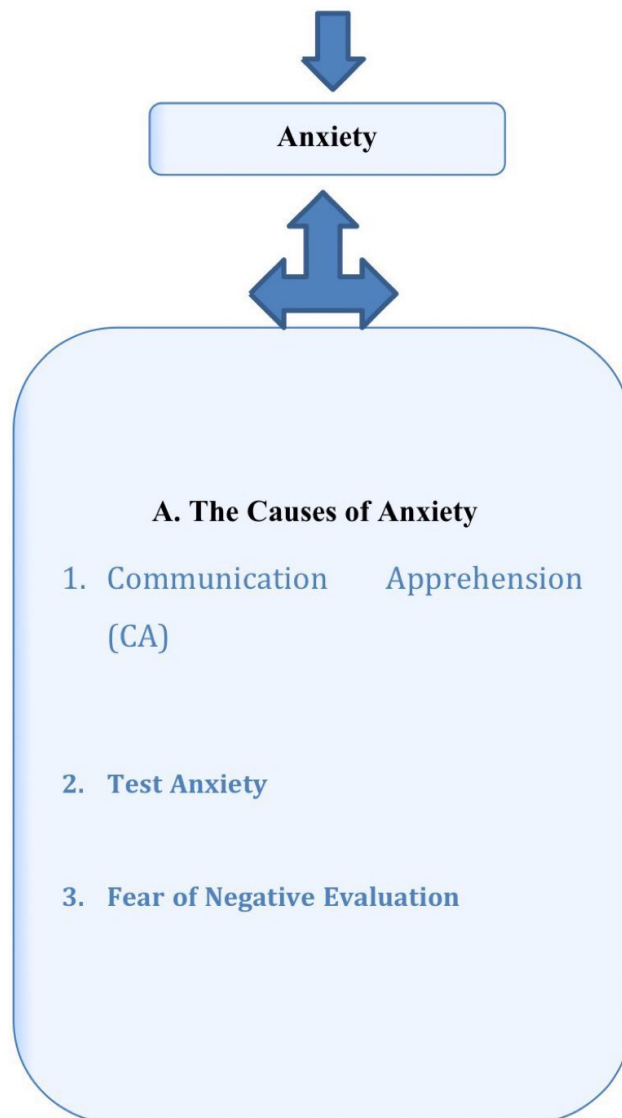 Anxiety
A. The Causes of Anxiety
1. Communication Apprehension
(CA)
2. Test Anxiety
3. Fear of Negative Evaluation